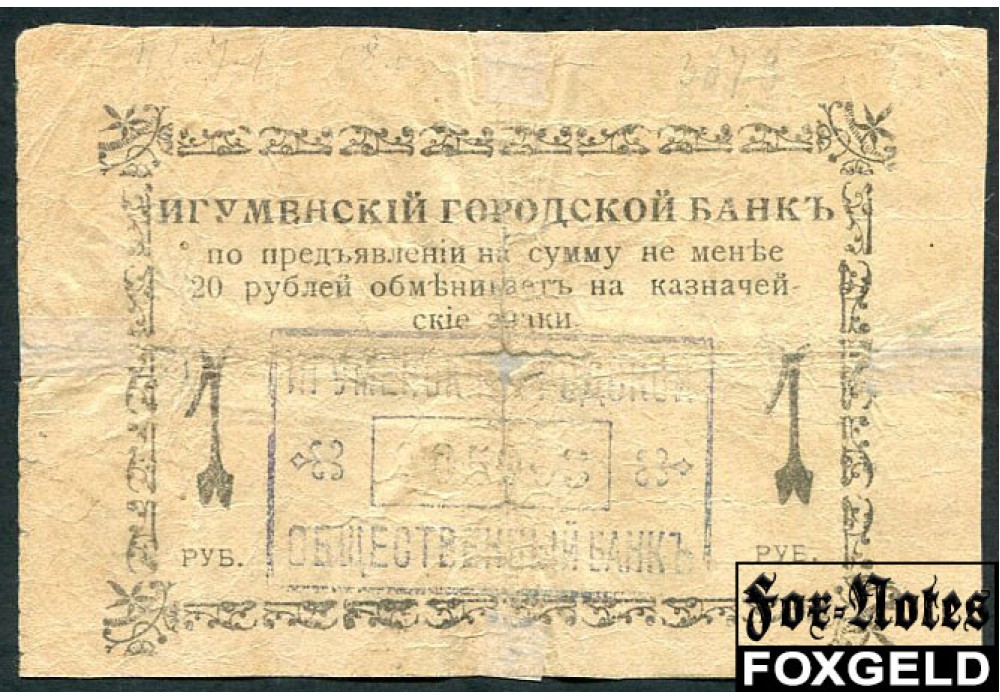 ИГУМЕНСКІЙ ГОРОДСКОЙ БАНКЪ
по предъявленіи на сумму не менѣе
20 рублей обмѣниваетъ на казначей-
скіе знаки.
1 1
ОБЩЕСТВЕННЫЙ БАНКЪ
РУБ. РУБ.
Fox-Notes
FOXGELD